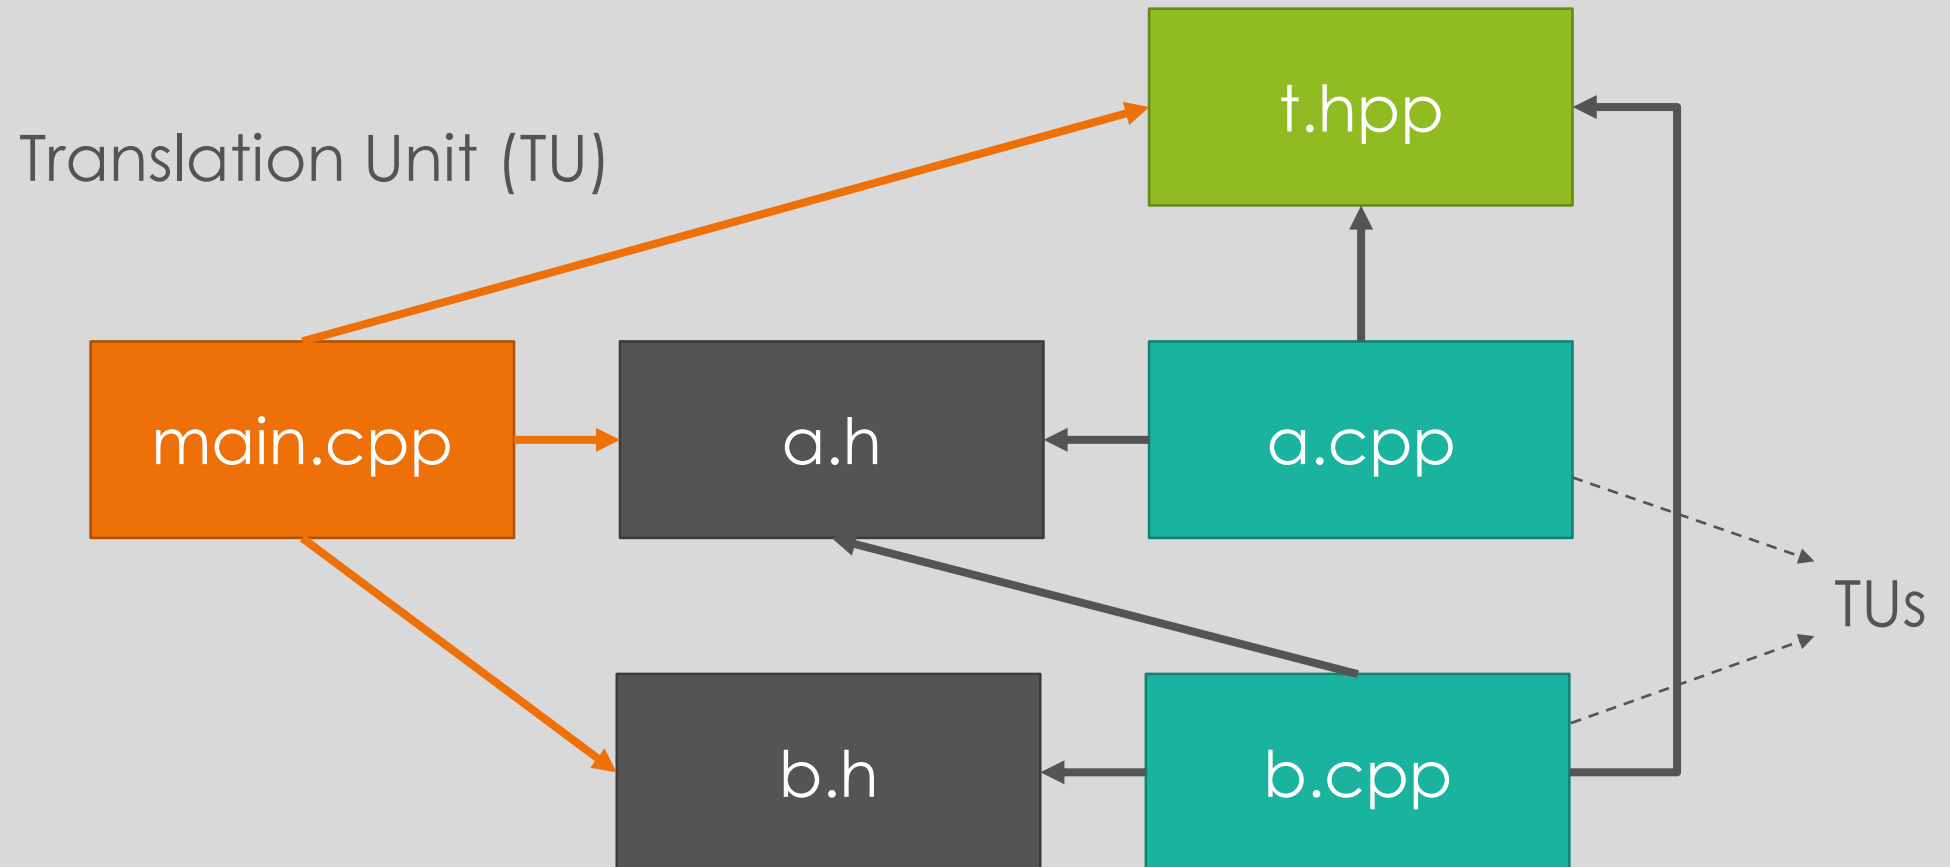 t.hpp
Translation Unit (TU)
main.cpp
a.h
a.cpp
TUs
b.h
b.cpp